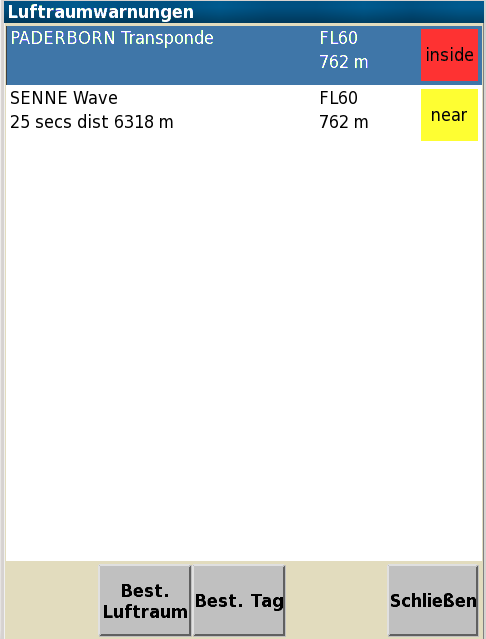 Luftraumwarnungen
PADERBORN Transponde FL60
762 m
inside
SENNE Wave FL60
25 secs dist 6318 m 762 m
near
Best.
Luftraum
Best. Tag
Schließen